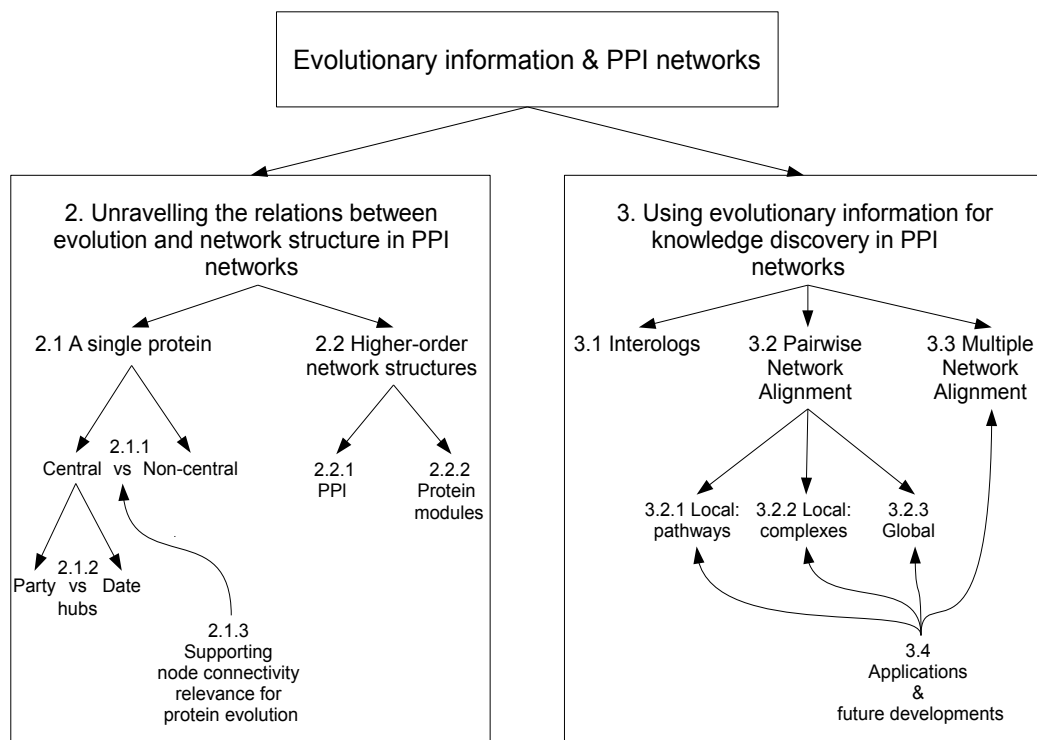 Evolutionary information & PPI networks
2. Unravelling the relations between
evolution and network structure in PPI
networks
2.1 A single protein
2.2 Higher-order
network structures
2.1.1
Central vs Non-central
2.2.1
PPI
2.2.2
Protein
modules
2.1.2
Party vs Date
hubs
2.1.3
Supporting
node connectivity
relevance for
protein evolution
3. Using evolutionary information for
knowledge discovery in PPI
networks
3.1 Interologs
3.2 Pairwise
Network
Alignment
3.3 Multiple
Network
Alignment
3.2.1 Local:
pathways
3.2.2 Local:
complexes
3.2.3
Global
3.4
Applications
&
future developments